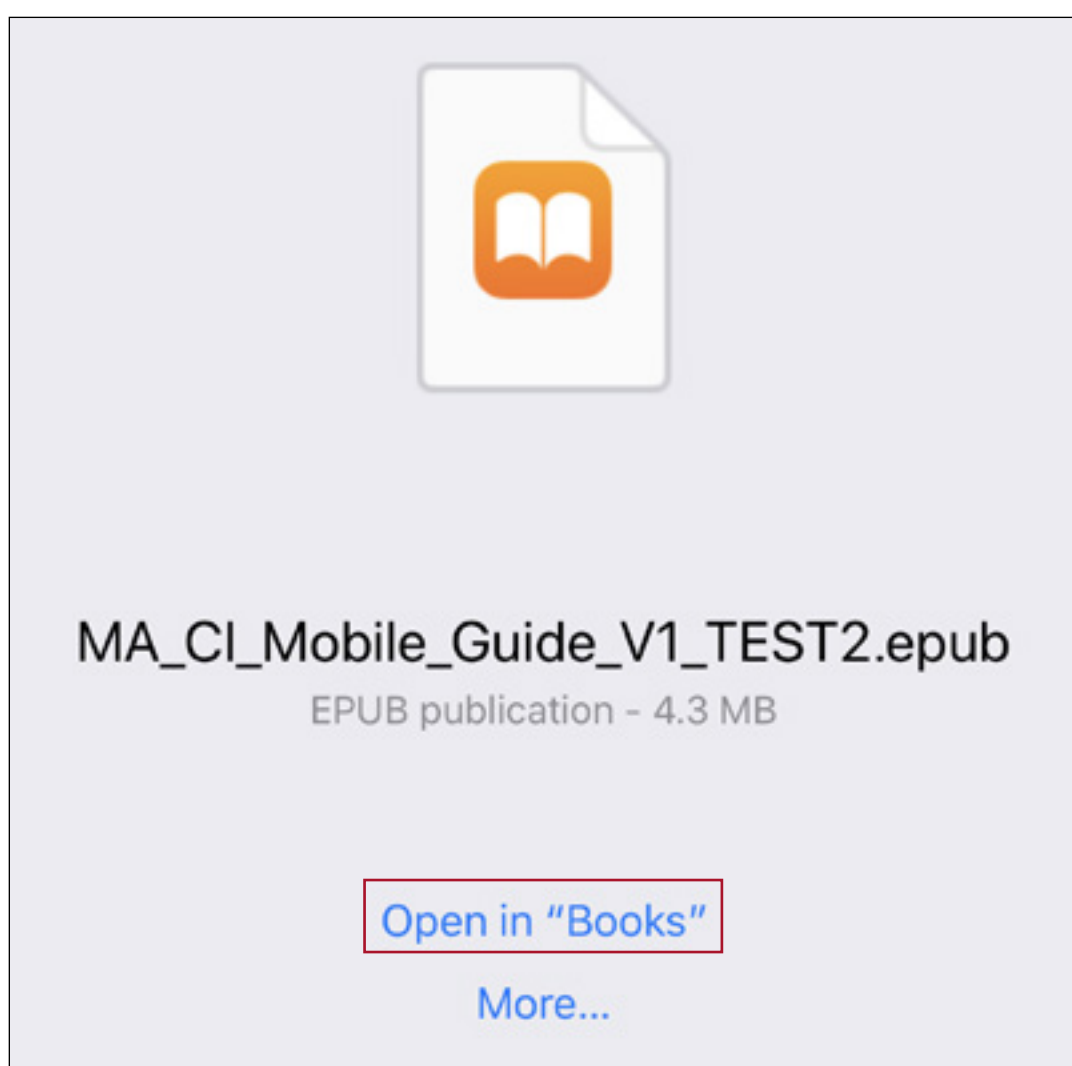 MA_CI_Mobile_Guide_V1_TEST2.epub
EPUB publication - 4.3 MB
Open in “Books”
More...